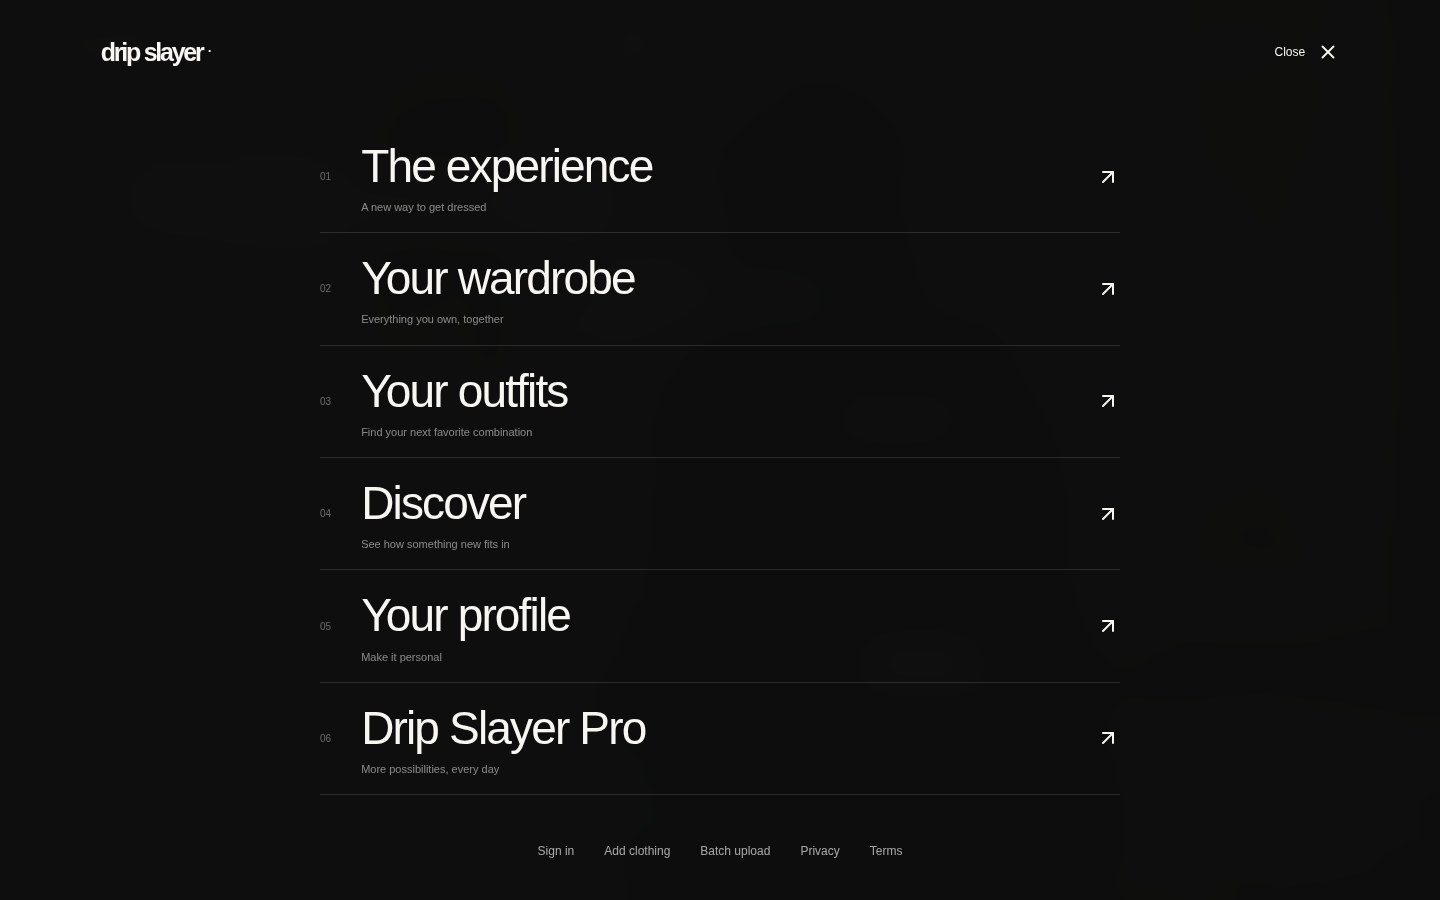 drip slayer
Close
01
The experience
A new way to get dressed
02
Your wardrobe
Everything you own, together
03
Your outfits
Find your next favorite combination
04
Discover
See how something new fits in
05
Your profile
Make it personal
06
Drip Slayer Pro
More possibilities, every day
Sign in Add clothing Batch upload Privacy Terms